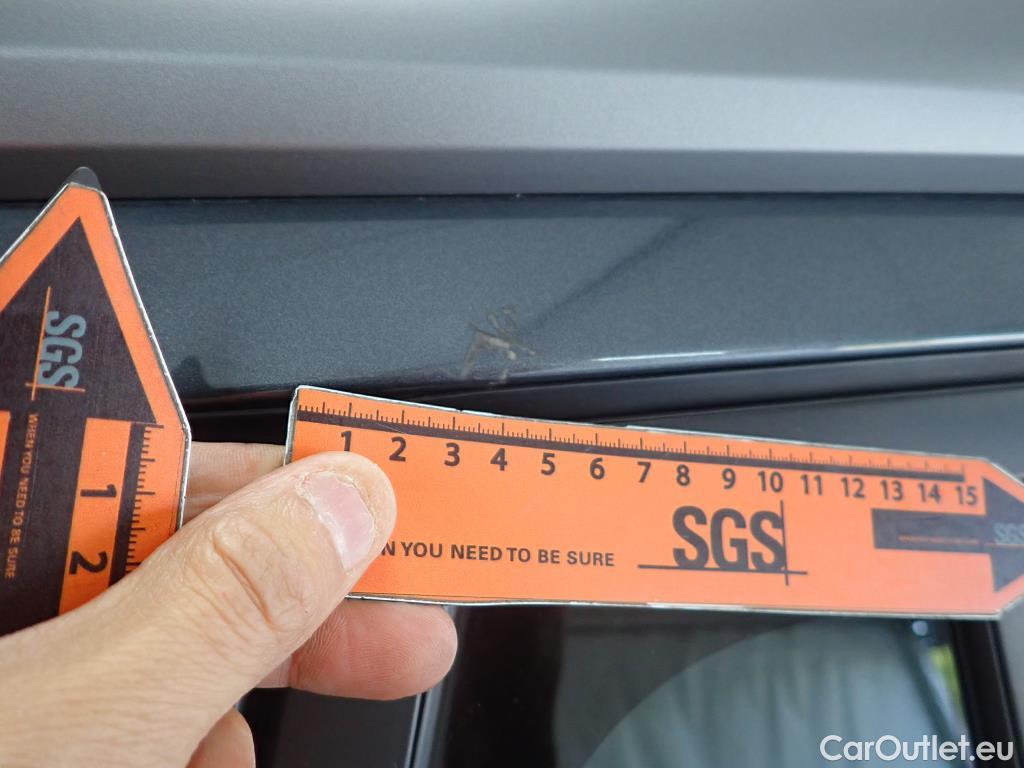 SGS
WHEN YOU NEED TO BE SURE
1 2
1 2 3 4 5 6 7 8 9 10 11 12 13 14 15
SGS
N YOU NEED TO BE SURE
SGS
CarOutlet.eu